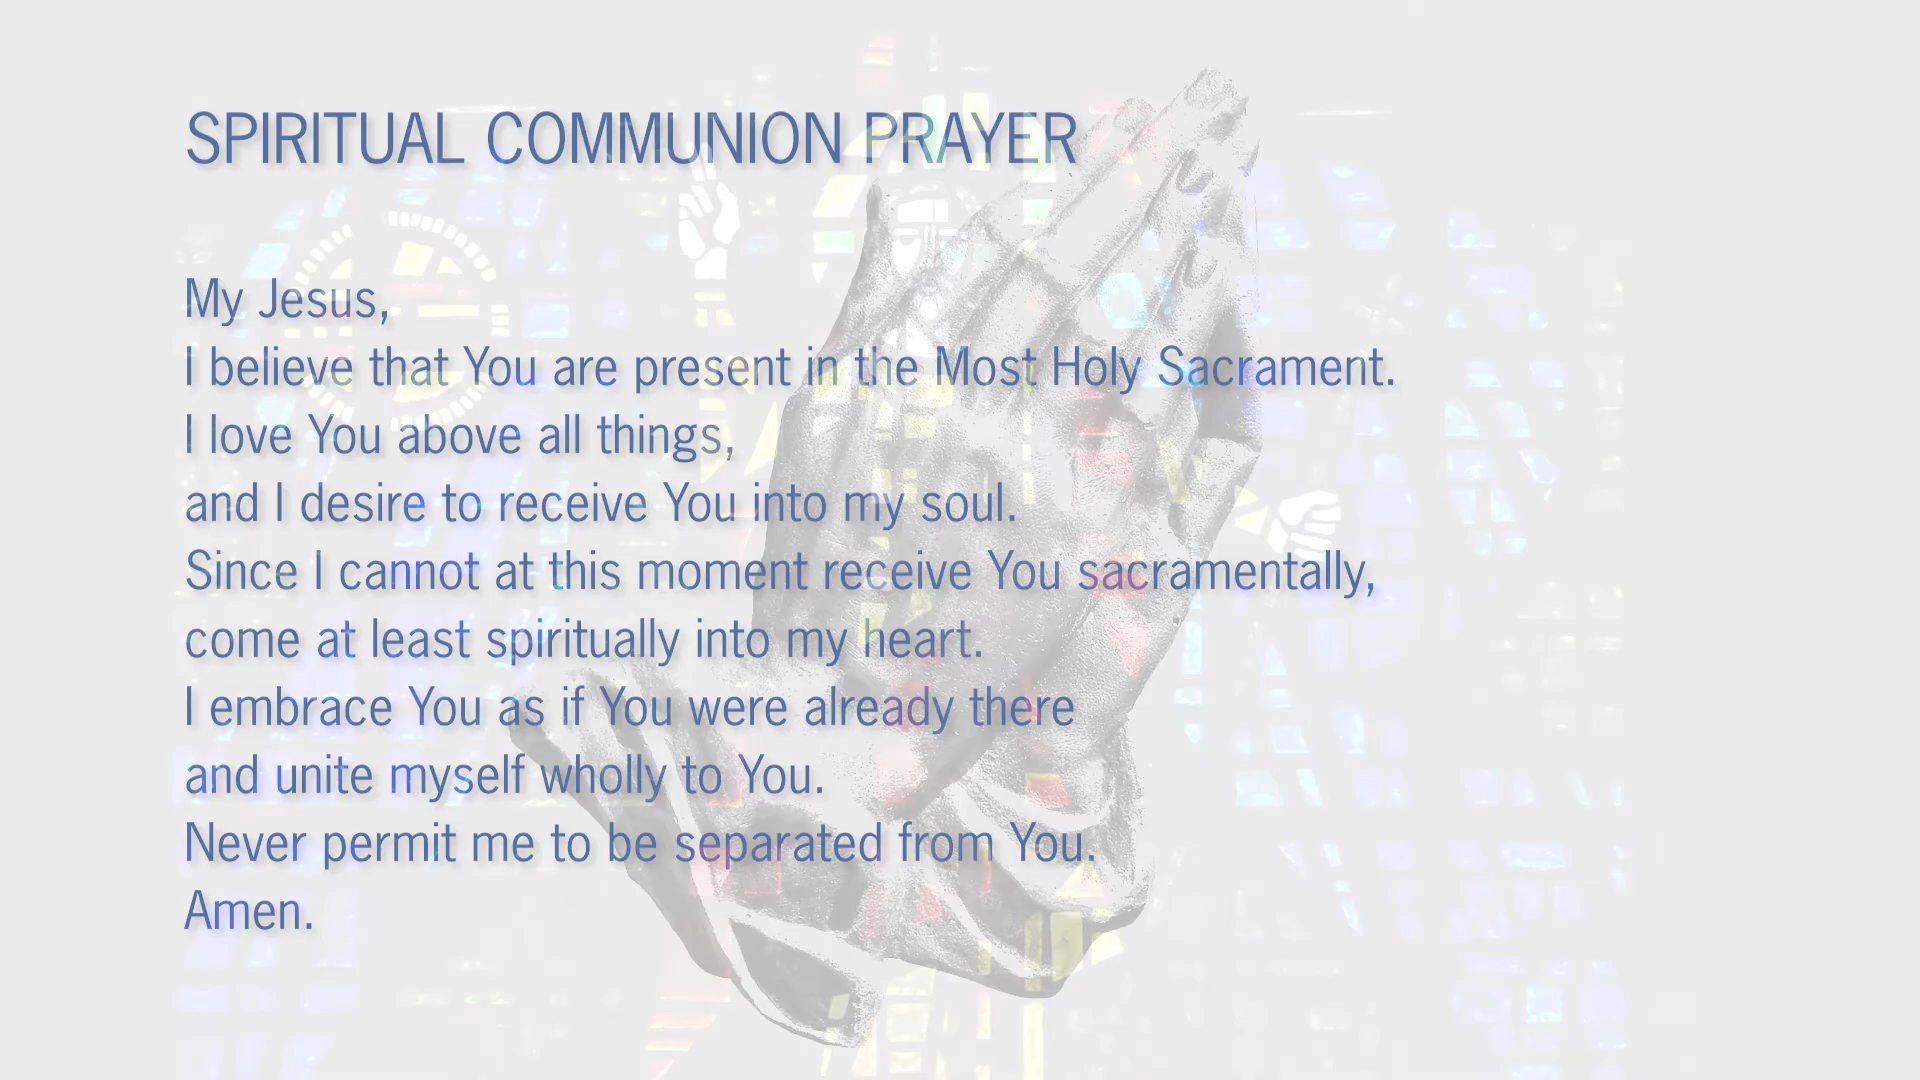 SPIRITUAL COMMUNION PRAYER
My Jesus,
I believe that You are present in the Most Holy Sacrament.
I love You above all things,
and I desire to receive You into my soul.
Since I cannot at this moment receive You sacramentally,
come at least spiritually into my heart.
I embrace You as if You were already there
and unite myself wholly to You.
Never permit me to be separated from You.
Amen.